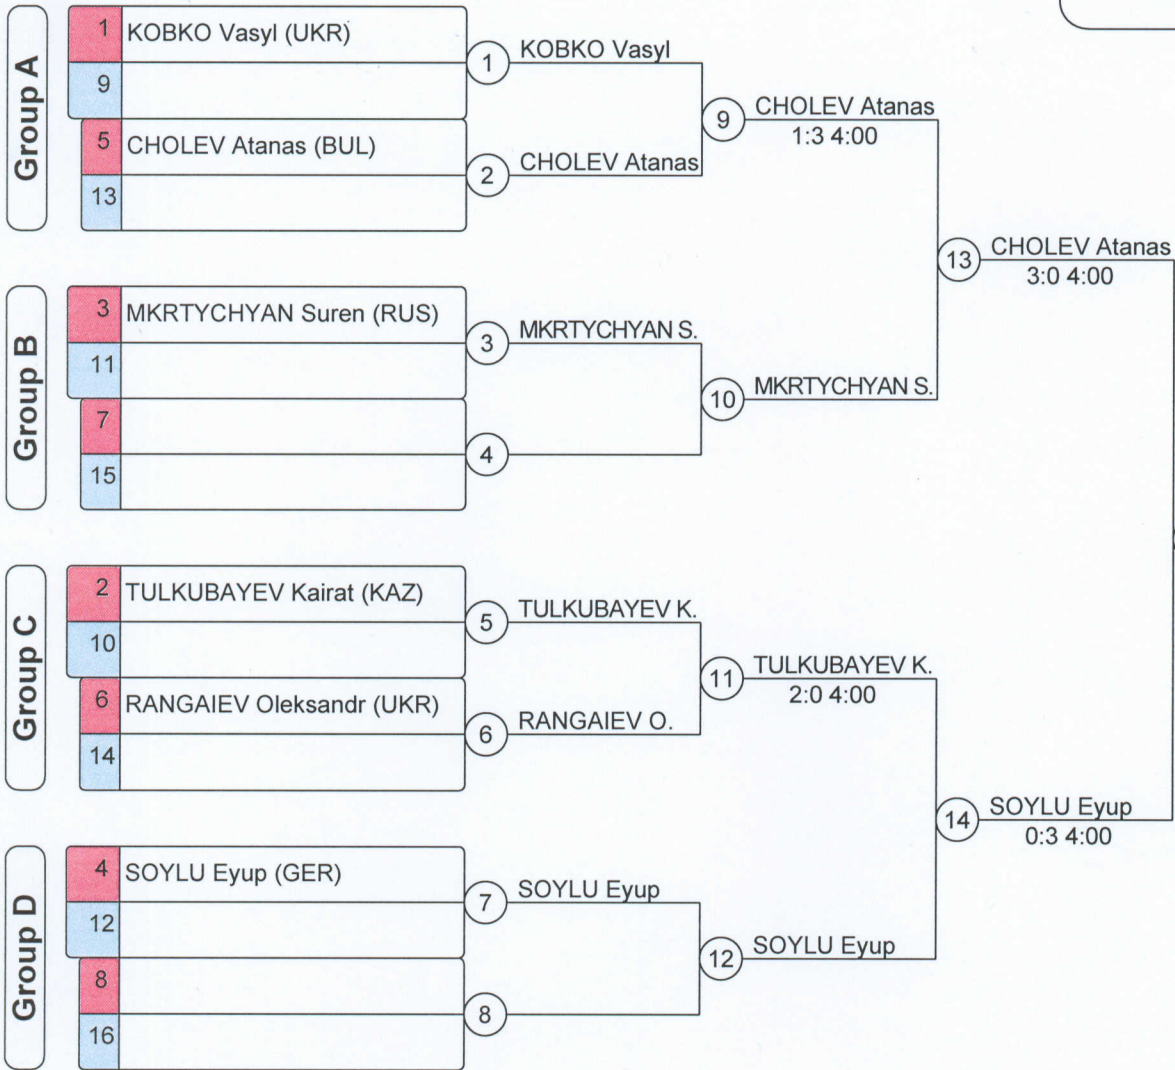 Group A
1 KOBKO Vasyl (UKR)
9
5 CHOLEV Atanas (BUL)
13
1 KOBKO Vasyl
2 CHOLEV Atanas
9 CHOLEV Atanas
1:3 4:00
Group B
3 MKRTYCHYAN Suren (RUS)
11
7
15
3 MKRTYCHYAN S.
4
10 MKRTYCHYAN S.
13 CHOLEV Atanas
3:0 4:00
Group C
2 TULKUBAYEV Kairat (KAZ)
10
6 RANGAIEV Oleksandr (UKR)
14
5 TULKUBAYEV K.
6 RANGAIEV O.
11 TULKUBAYEV K.
2:0 4:00
Group D
4 SOYLU Eyup (GER)
12
8
16
7 SOYLU Eyup
8
12 SOYLU Eyup
14 SOYLU Eyup
0:3 4:00